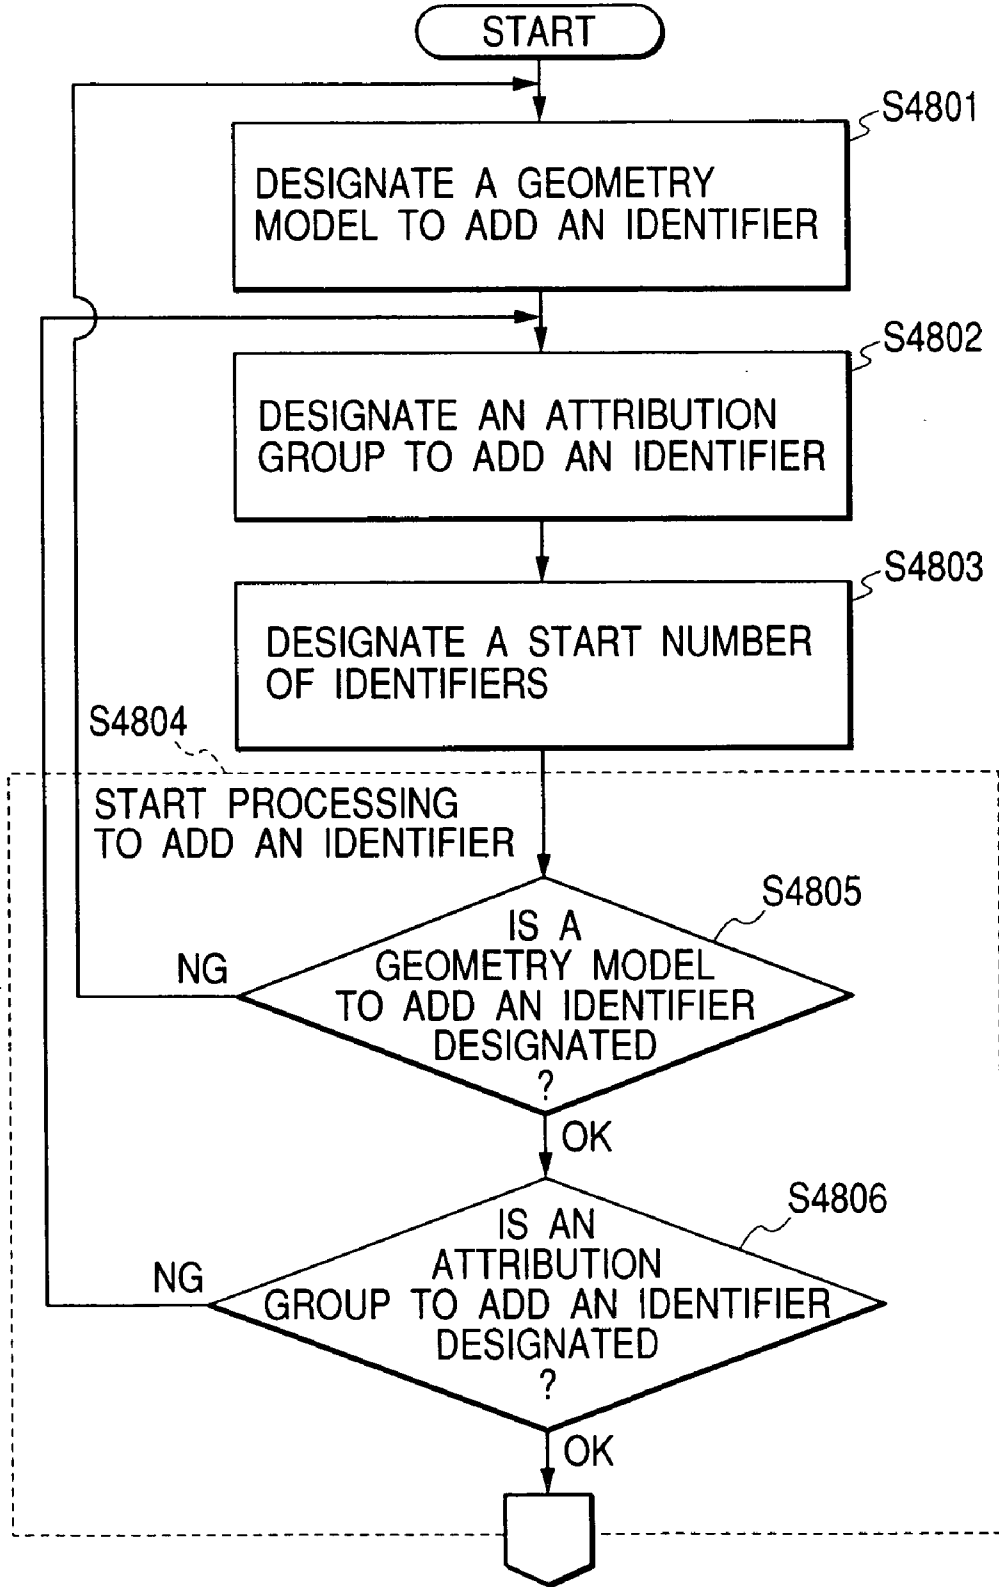 START
S4801
DESIGNATE A GEOMETRY
MODEL TO ADD AN IDENTIFIER
S4802
DESIGNATE AN ATTRIBUTION
GROUP TO ADD AN IDENTIFIER
S4803
DESIGNATE A START NUMBER
OF IDENTIFIERS
S4804
START PROCESSING
TO ADD AN IDENTIFIER
S4805
IS A
GEOMETRY MODEL
TO ADD AN IDENTIFIER
DESIGNATED
?
NG
OK
S4806
IS AN
ATTRIBUTION
GROUP TO ADD AN IDENTIFIER
DESIGNATED
?
NG
OK